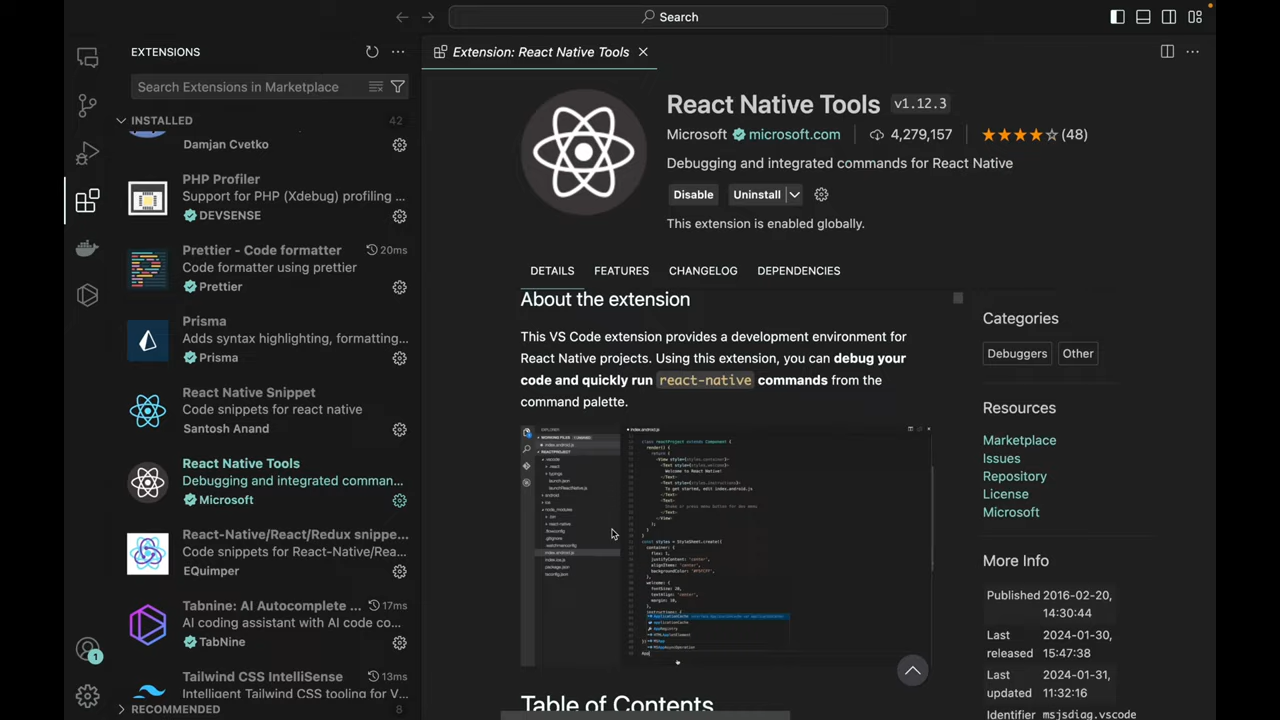 Search
EXTENSIONS
Search Extensions in Marketplace
INSTALLED 42
Damjan Cvetko
PHP Profiler
Support for PHP (Xdebug) profiling ...
DEVSENSE
Prettier - Code formatter 20ms
Code formatter using prettier
Prettier
Prisma
Adds syntax highlighting, formatting...
Prisma
React Native Snippet
Code snippets for react native
Santosh Anand
React Native Tools
Debugging and integrated comman...
Microsoft
React-Native/React/Redux snippe...
Code snippets for React-Native/Rea...
EQuimper
Tabnine: AI Autocomplete ... 17ms
AI coding assistant with AI code co...
TabNine
Tailwind CSS IntelliSense 13ms
Intelligent Tailwind CSS tooling for V...
RECOMMENDED 8
1
Extension: React Native Tools
React Native Tools v1.12.3
Microsoft microsoft.com 4,279,157 (48)
Debugging and integrated commands for React Native
Disable Uninstall
This extension is enabled globally.
DETAILS FEATURES CHANGELOG DEPENDENCIES
About the extension
This VS Code extension provides a development environment for
React Native projects. Using this extension, you can debug your
code and quickly run react-native commands from the
command palette.
Table of Contents
Categories
Debuggers Other
Resources
Marketplace
Issues
Repository
License
Microsoft
More Info
Published 2016-02-20,
14:30:44
Last 2024-01-30,
released 15:47:38
Last 2024-01-31,
updated 11:32:16
Identifier msjsdiag.vscode